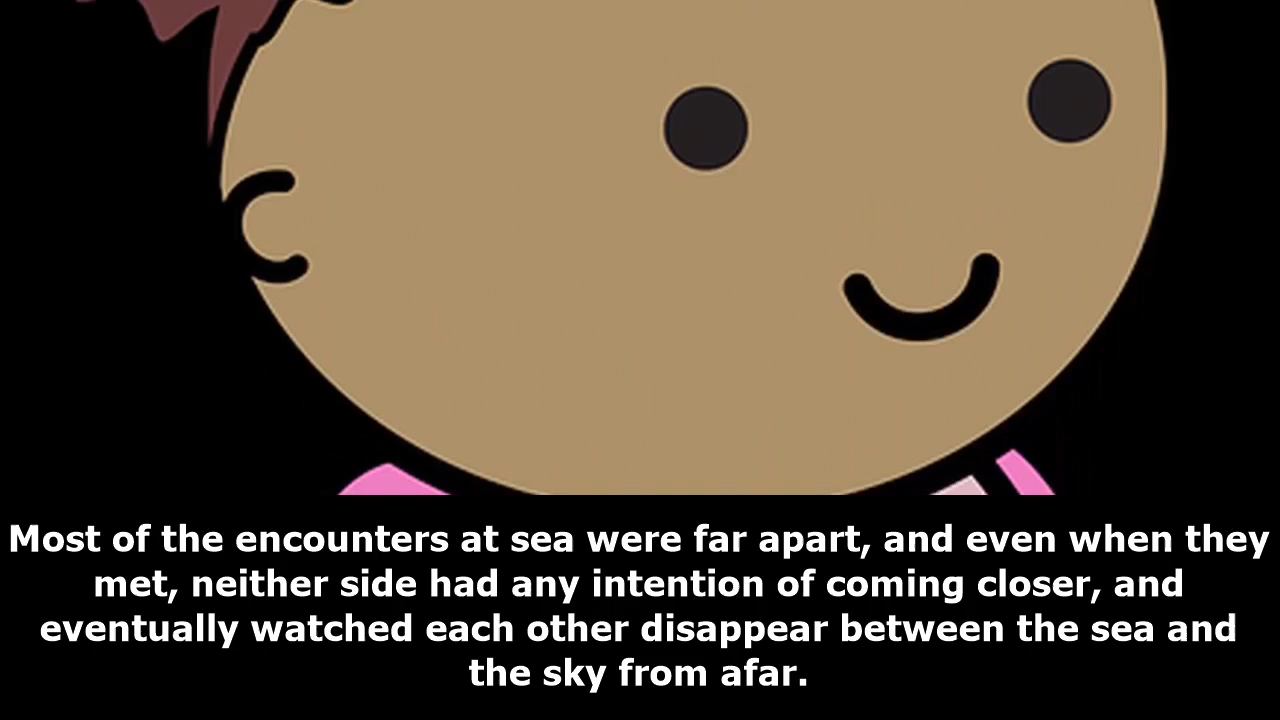 Most of the encounters at sea were far apart, and even when they
met, neither side had any intention of coming closer, and
eventually watched each other disappear between the sea and
the sky from afar.